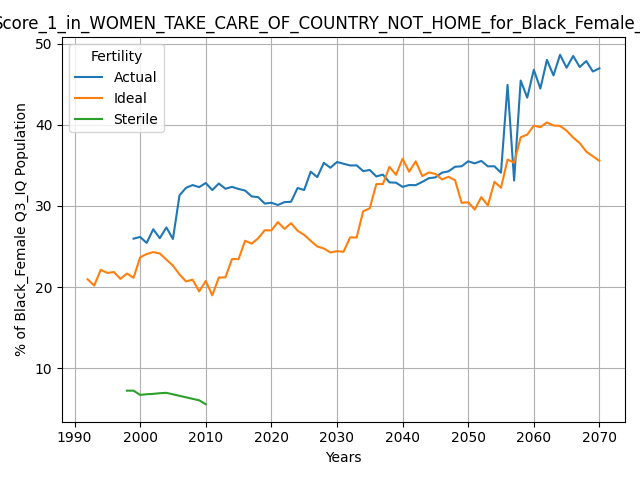 Score_1_in_WOMEN_TAKE_CARE_OF_COUNTRY_NOT_HOME_for_Black_Female_
50
40
30
20
10
% of Black_Female Q3_IQ Population
Fertility
Actual
Ideal
Sterile
1990 2000 2010 2020 2030 2040 2050 2060 2070
Years